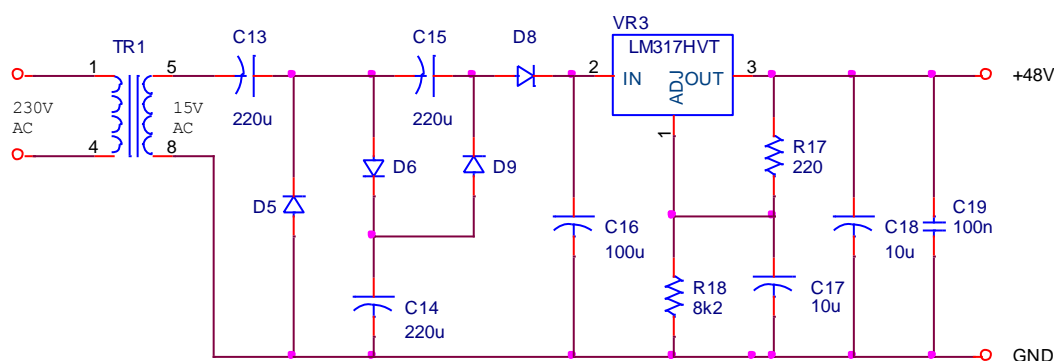 TR1
1
4
5
8
230V
AC
15V
AC
C13
220u
C15
220u
D5
D6
D9
D8
C14
220u
C16
100u
VR3
LM317HVT
2
IN
ADJ
OUT
3
1
R17
220
R18
8k2
C17
10u
C18
10u
C19
100n
+48V
GND